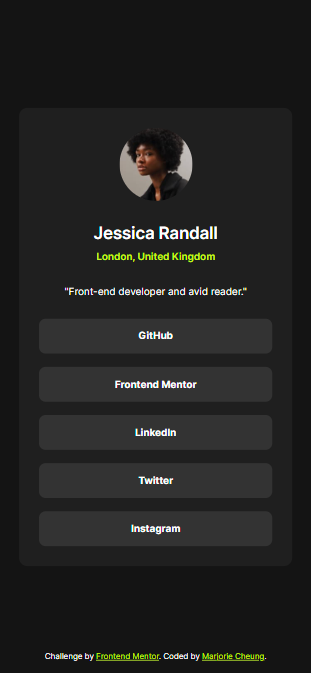 Jessica Randall
London, United Kingdom
"Front-end developer and avid reader."
GitHub
Frontend Mentor
LinkedIn
Twitter
Instagram
Challenge by Frontend Mentor. Coded by Marjorie Cheung.